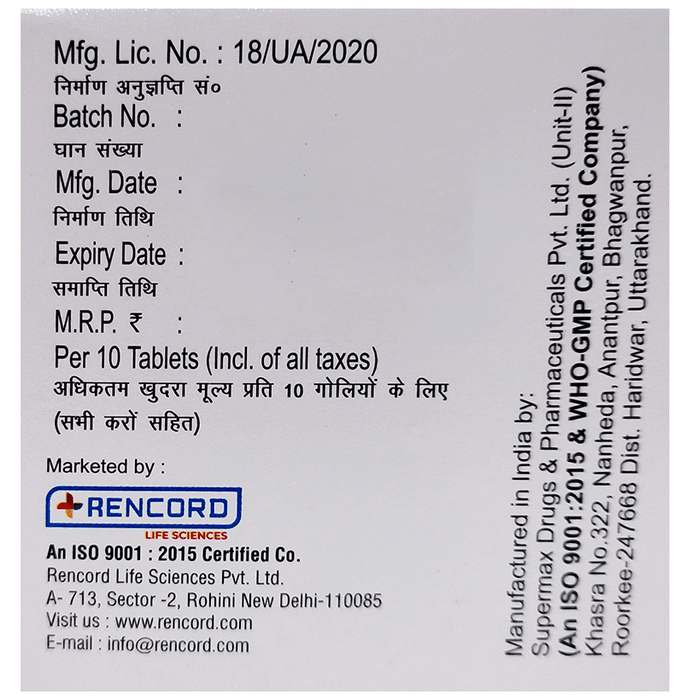 Mfg. Lic. No. : 18/UA/2020
निर्माण अनुज्ञप्ति सं०
Batch No. :
घान संख्या
Mfg. Date :
निर्माण तिथि
Expiry Date :
समाप्ति तिथि
M.R.P. ₹ :
Per 10 Tablets (Incl. of all taxes)
अधिकतम खुदरा मूल्य प्रति 10 गोलियों के लिए
(सभी करों सहित)
Marketed by :
RENCORD
LIFE SCIENCES
An ISO 9001 : 2015 Certified Co.
Rencord Life Sciences Pvt. Ltd.
A- 713, Sector -2, Rohini New Delhi-110085
Visit us : www.rencord.com
E-mail : info@rencord.com
Manufactured in India by:
Supermax Drugs & Pharmaceuticals Pvt. Ltd. (Unit-II)
(An ISO 9001:2015 & WHO-GMP Certified Company)
Khasra No.322, Nanheda, Anantpur, Bhagwanpur,
Roorkee-247668 Dist. Haridwar, Uttarakhand.